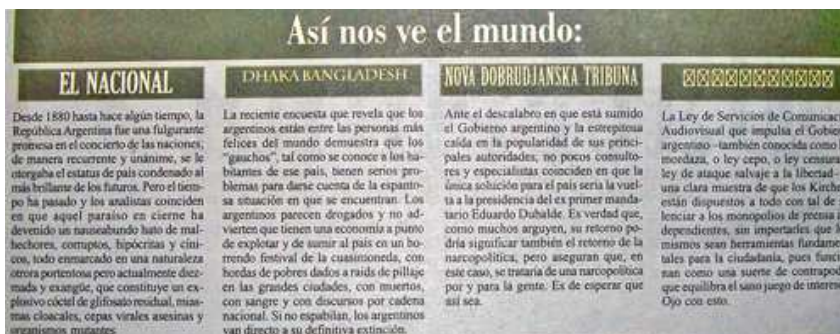 Así nos ve el mundo:
EL NACIONAL
Desde 1880 hasta hace algún tiempo, la
República Argentina fue una fulgurante
promesa en el concierto de las naciones;
de manera recurrente y unánime, se le
otorgaba el estatus de país condenado al
más brillante de los futuros. Pero el tiem-
po ha pasado y los analistas coinciden
en que aquel paraíso en cierne ha
devenido un nauseabundo hato de mal-
hechores, corruptos, hipócritas y cíni-
cos, todo enmarcado en una naturaleza
otrora portentosa pero actualmente diez-
mada y exangüe, que constituye un ex-
plosivo cóctel de glifosato residual, mias-
mas cloacales, cepas virales asesinas y
organismos mutantes.
DHAKA BANGLADESH
La reciente encuesta que revela que los
argentinos están entre las personas más
felices del mundo demuestra que los
"gauchos", tal como se conoce a los ha-
bitantes de ese país, tienen serios pro-
blemas para darse cuenta de la espanto-
sa situación en que se encuentran. Los
argentinos parecen drogados y no ad-
vierten que tienen una economía a punto
de explotar y de sumir al país en un ho-
rrendo festival de la cuasimoneda, con
hordas de pobres dados a raids de pillaje
en las grandes ciudades, con muertos,
con sangre y con discursos por cadena
nacional. Si no espabilan, los argentinos
van directo a su definitiva extinción.
NOVA DOBRUDJANSKA TRIBUNA
Ante el descalabro en que está sumido
el Gobierno argentino y la estrepitosa
caída en la popularidad de sus princi-
pales autoridades, no pocos consulto-
res y especialistas coinciden en que la
única solución para el país sería la vuel-
ta a la presidencia del ex primer manda-
tario Eduardo Duhalde. Es verdad que,
como muchos arguyen, su retorno po-
dría significar también el retorno de la
narcopolítica, pero aseguran que, en
este caso, se trataría de una narcopolítica
por y para la gente. Es de esperar que
así sea.
La Ley de Servicios de Comunica
Audiovisual que impulsa el Gobie
argentino –también conocida como l
mordaza, o ley cepo, o ley censura
ley de ataque salvaje a la libertad–
una clara muestra de que los Kirch
están dispuestos a todo con tal de
lenciar a los monopolios de prensa
dependientes, sin importarles que l
mismos sean herramientas fundam
tales para la ciudadanía, pues funci
nan como una suerte de contrapes
que equilibra el sano juego de interese
Ojo con esto.